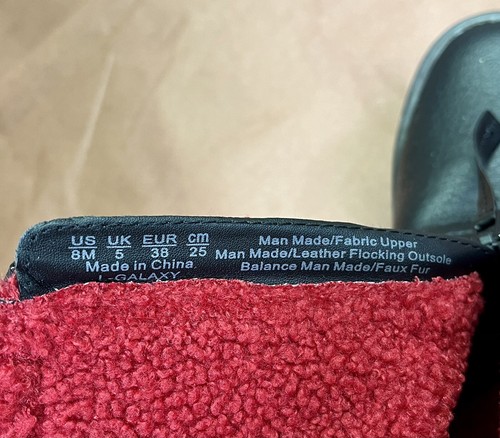 US UK EUR cm
8M 5 38 25
Made in China
L-GALAXY
Man Made/Fabric Upper
Man Made/Leather Flocking Outsole
Balance Man Made/Faux Fur